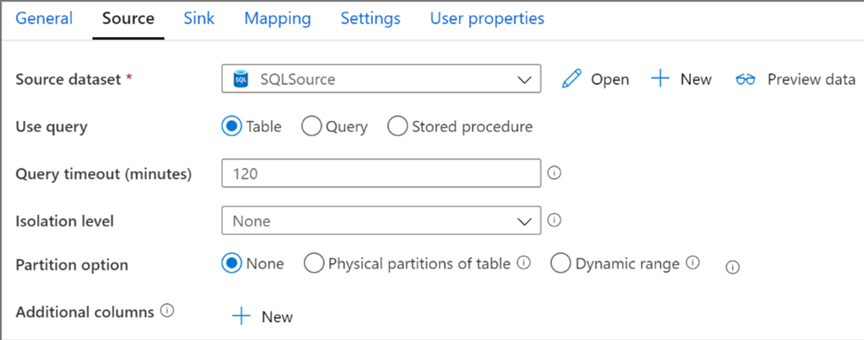 General Source Sink Mapping Settings User properties
Source dataset * SQL SQLSource Open New Preview data
Use query Table Query Stored procedure
Query timeout (minutes) 120
Isolation level None
Partition option None Physical partitions of table Dynamic range
Additional columns New